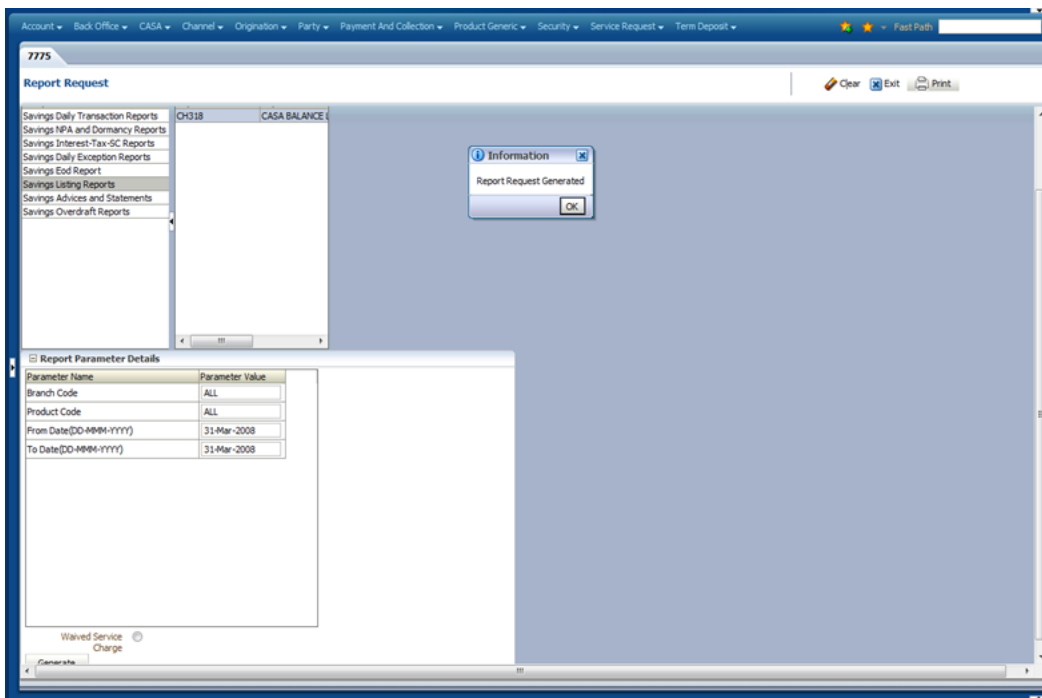 Account Back Office CASA Channel Origination Party Payment And Collection Product Generic Security Service Request Term Deposit Fast Path
7775
Report Request
Clear Exit Print
Savings Daily Transaction Reports CH318 CASA BALANCE L
Savings NPA and Dormancy Reports
Savings Interest-Tax-SC Reports
Savings Daily Exception Reports
Savings Eod Report
Savings Listing Reports
Savings Advices and Statements
Savings Overdraft Reports
Information
Report Request Generated
OK
Report Parameter Details
Parameter Name Parameter Value
Branch Code ALL
Product Code ALL
From Date(DD-MMM-YYYY) 31-Mar-2008
To Date(DD-MMM-YYYY) 31-Mar-2008
Waived Service
Charge
Generate